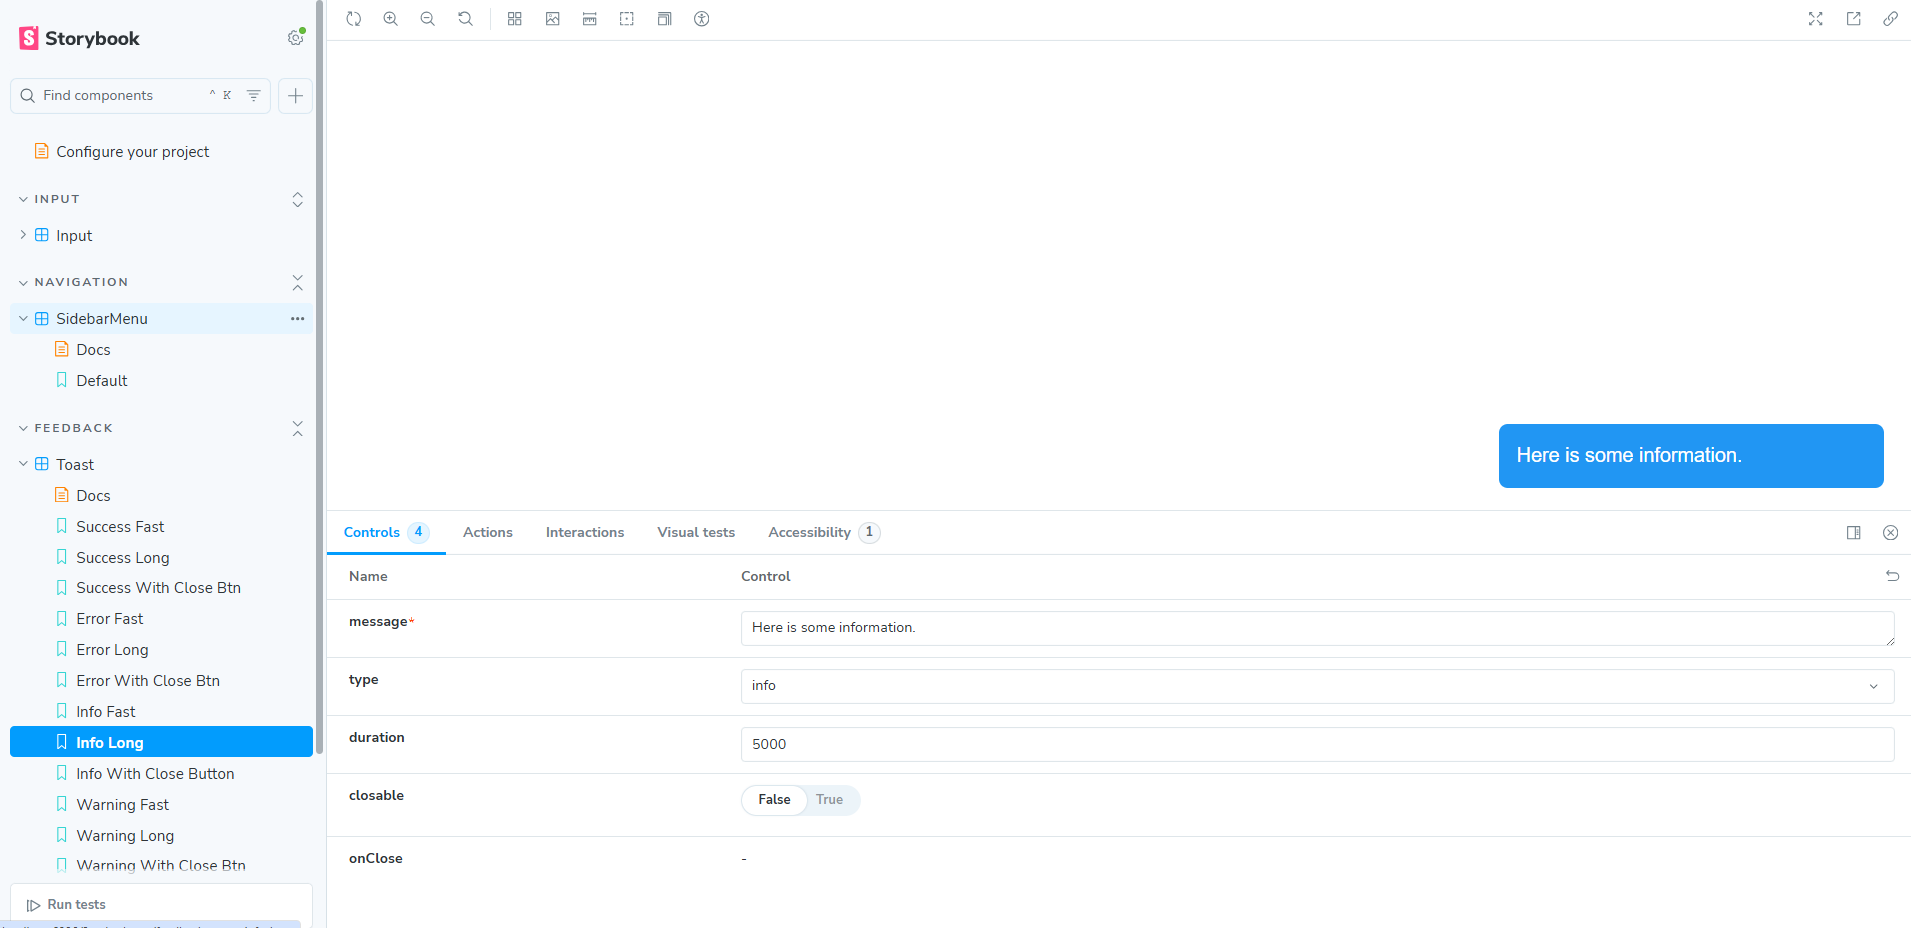 Storybook
Find components ^ K
Configure your project
INPUT
Input
NAVIGATION
SidebarMenu
Docs
Default
FEEDBACK
Toast
Docs
Success Fast
Success Long
Success With Close Btn
Error Fast
Error Long
Error With Close Btn
Info Fast
Info Long
Info With Close Button
Warning Fast
Warning Long
Warning With Close Btn
Run tests
Here is some information.
Controls 4 Actions Interactions Visual tests Accessibility 1
Name Control
message* Here is some information.
type info
duration 5000
closable False True
onClose -